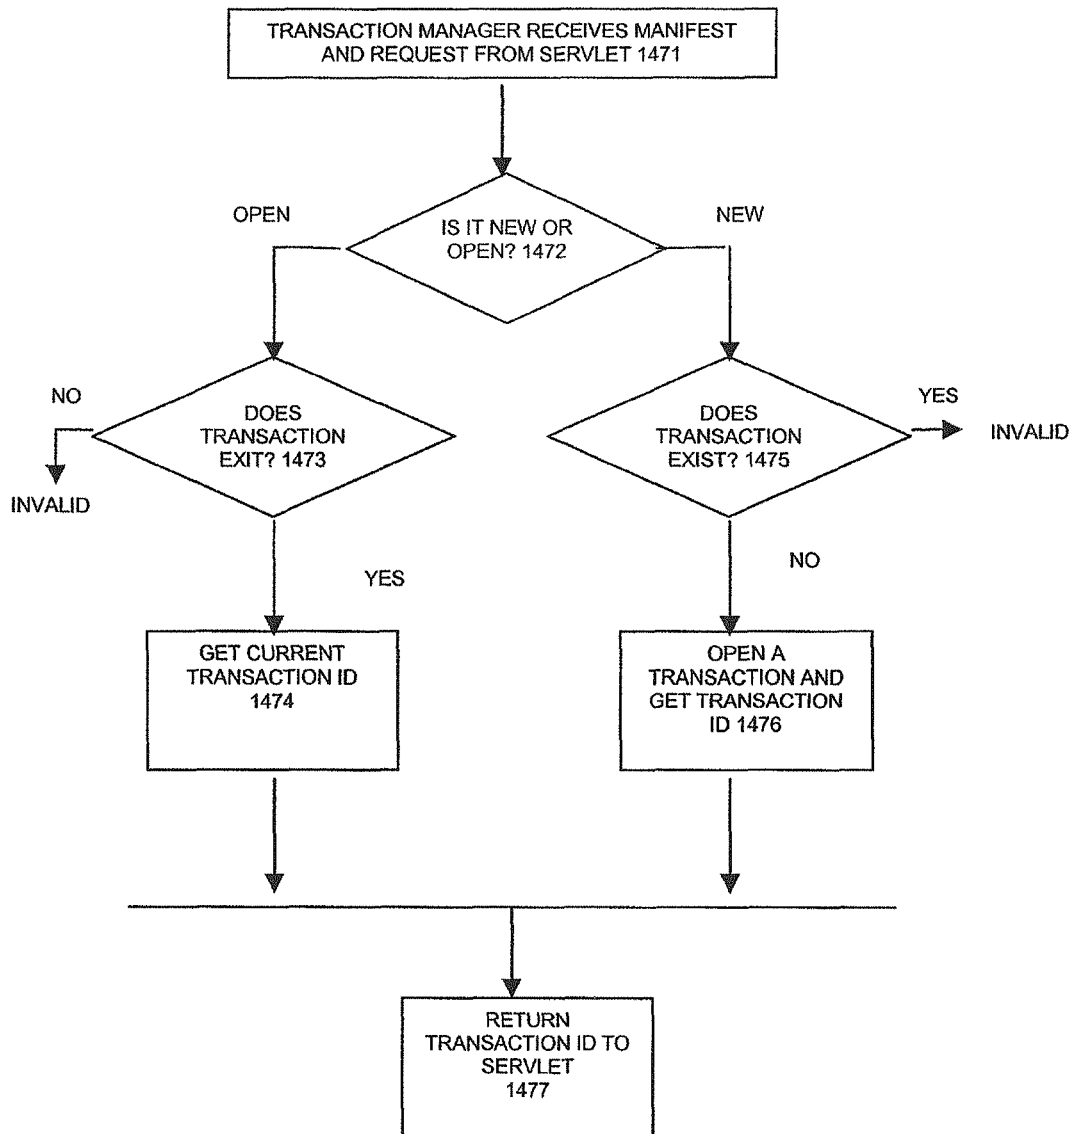 TRANSACTION MANAGER RECEIVES MANIFEST
AND REQUEST FROM SERVLET 1471
OPEN
NEW
IS IT NEW OR
OPEN? 1472
NO
DOES
TRANSACTION
EXIT? 1473
INVALID
DOES
TRANSACTION
EXIST? 1475
YES
INVALID
YES
NO
GET CURRENT
TRANSACTION ID
1474
OPEN A
TRANSACTION AND
GET TRANSACTION
ID 1476
RETURN
TRANSACTION ID TO
SERVLET
1477